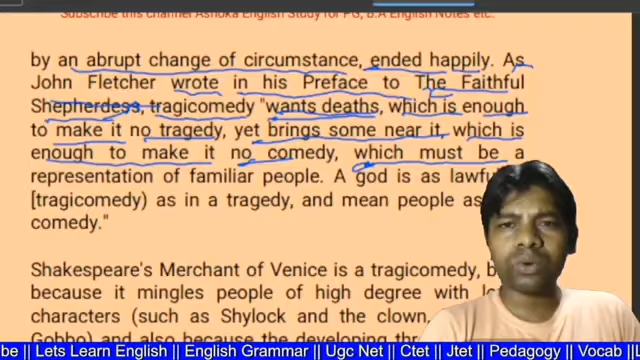 Subscribe this channel Ashoka English Study for PG, B.A English Notes etc.
by an abrupt change of circumstance, ended happily. As
John Fletcher wrote in his Preface to The Faithful
Shepherdess, tragicomedy "wants deaths, which is enough
to make it no tragedy, yet brings some near it, which is
enough to make it no comedy, which must be a
representation of familiar people. A god is as lawful
[tragicomedy) as in a tragedy, and mean people as
comedy."
Shakespeare's Merchant of Venice is a tragicomedy,
because it mingles people of high degree with
characters (such as Shylock and the clown,
Gobbo) and also because the developing
be || Lets Learn English || English Grammar || Ugc Net || Ctet || Jtet || Pedagogy || Vocab ||